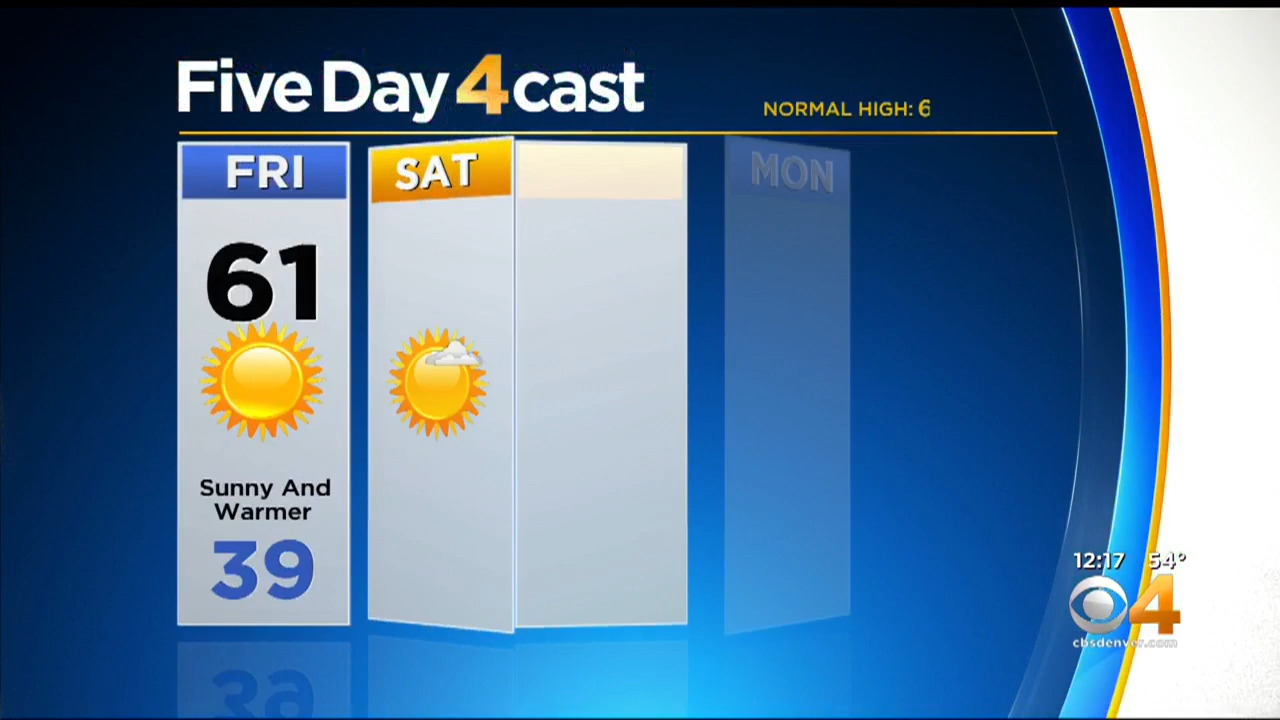 Five Day 4cast
NORMAL HIGH: 6
FRI
SAT
MON
61
Sunny And
Warmer
39
12:17 54°
4
cbsdenver.com